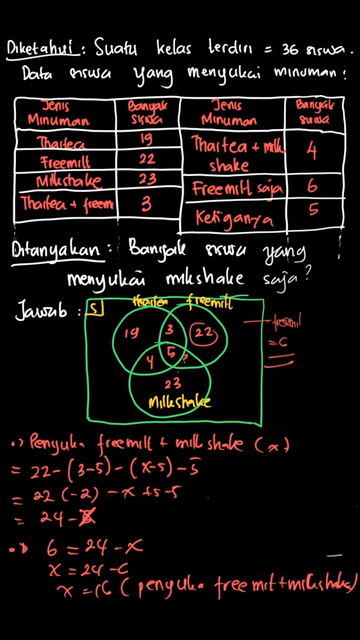 Diketahui : Suatu kelas terdiri = 36 siswa.
Data siswa yang menyukai minuman :
Jenis Minuman | Banyak siswa | Jenis Minuman | Banyak siswa
Thaitea | 19 | Thaitea + milk shake | 4
Freemilt | 22 | Freemilt saja | 6
Milkshake | 23 | Ketiganya | 5
Thaitea + freem | 3
Ditanyakan : Banyak siswa yang
menyukai milkshake saja?
Jawab :
S
thaitea freemilt
19 3 22
4 5 ?
23
Milkshake
freemil
= 6
Penyuka freemilt + milkshake (x)
= 22 - (3-5) - (x-5) - 5
= 22 (-2) - x + 5 - 5
= 24 - x
6 = 24 - x
x = 24 - 6
x = 16 (penyuka freemilt + milkshake)